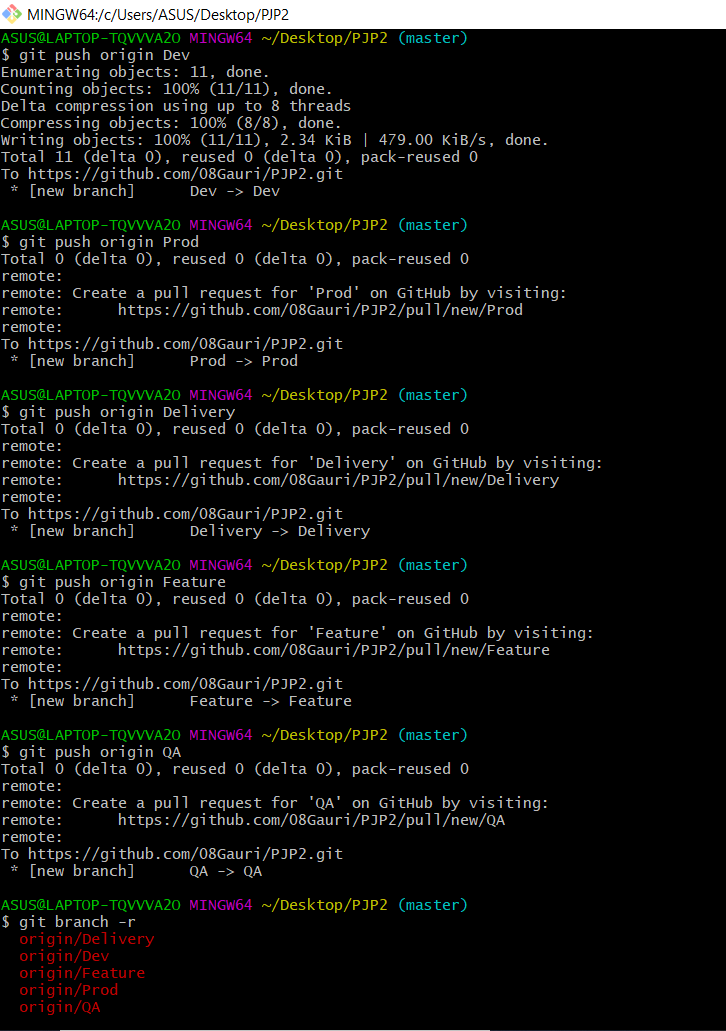 MINGW64:/c/Users/ASUS/Desktop/PJP2
ASUS@LAPTOP-TQVVVA2O MINGW64 ~/Desktop/PJP2 (master)
$ git push origin Dev
Enumerating objects: 11, done.
Counting objects: 100% (11/11), done.
Delta compression using up to 8 threads
Compressing objects: 100% (8/8), done.
Writing objects: 100% (11/11), 2.34 KiB | 479.00 KiB/s, done.
Total 11 (delta 0), reused 0 (delta 0), pack-reused 0
To https://github.com/08Gauri/PJP2.git
 * [new branch]      Dev -> Dev
ASUS@LAPTOP-TQVVVA2O MINGW64 ~/Desktop/PJP2 (master)
$ git push origin Prod
Total 0 (delta 0), reused 0 (delta 0), pack-reused 0
remote:
remote: Create a pull request for 'Prod' on GitHub by visiting:
remote:      https://github.com/08Gauri/PJP2/pull/new/Prod
remote:
To https://github.com/08Gauri/PJP2.git
 * [new branch]      Prod -> Prod
ASUS@LAPTOP-TQVVVA2O MINGW64 ~/Desktop/PJP2 (master)
$ git push origin Delivery
Total 0 (delta 0), reused 0 (delta 0), pack-reused 0
remote:
remote: Create a pull request for 'Delivery' on GitHub by visiting:
remote:      https://github.com/08Gauri/PJP2/pull/new/Delivery
remote:
To https://github.com/08Gauri/PJP2.git
 * [new branch]      Delivery -> Delivery
ASUS@LAPTOP-TQVVVA2O MINGW64 ~/Desktop/PJP2 (master)
$ git push origin Feature
Total 0 (delta 0), reused 0 (delta 0), pack-reused 0
remote:
remote: Create a pull request for 'Feature' on GitHub by visiting:
remote:      https://github.com/08Gauri/PJP2/pull/new/Feature
remote:
To https://github.com/08Gauri/PJP2.git
 * [new branch]      Feature -> Feature
ASUS@LAPTOP-TQVVVA2O MINGW64 ~/Desktop/PJP2 (master)
$ git push origin QA
Total 0 (delta 0), reused 0 (delta 0), pack-reused 0
remote:
remote: Create a pull request for 'QA' on GitHub by visiting:
remote:      https://github.com/08Gauri/PJP2/pull/new/QA
remote:
To https://github.com/08Gauri/PJP2.git
 * [new branch]      QA -> QA
ASUS@LAPTOP-TQVVVA2O MINGW64 ~/Desktop/PJP2 (master)
$ git branch -r
  origin/Delivery
  origin/Dev
  origin/Feature
  origin/Prod
  origin/QA